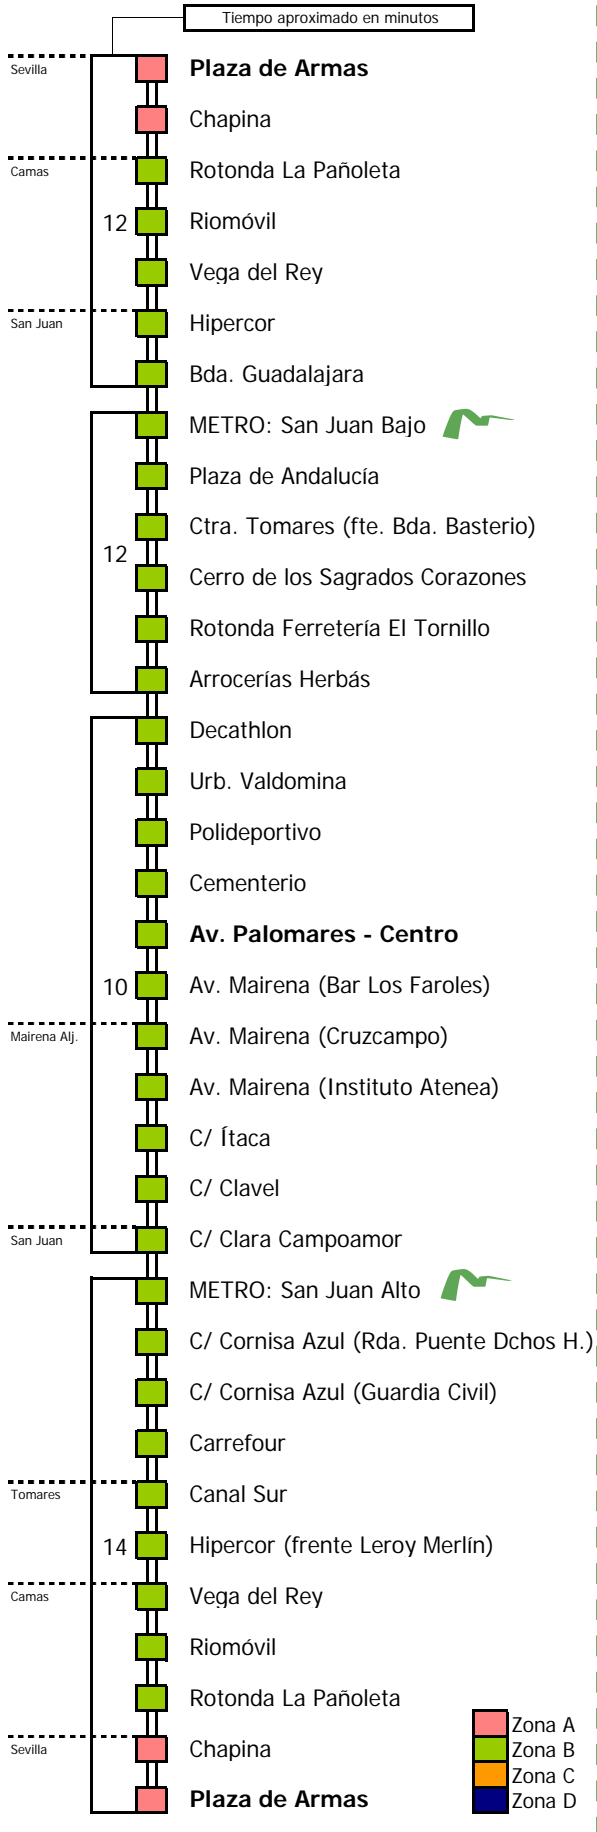 Tiempo aproximado en minutos
Sevilla
Plaza de Armas
Chapina
Camas
Rotonda La Pañoleta
12
Riomóvil
Vega del Rey
San Juan
Hipercor
Bda. Guadalajara
METRO: San Juan Bajo
Plaza de Andalucía
Ctra. Tomares (fte. Bda. Basterio)
12
Cerro de los Sagrados Corazones
Rotonda Ferretería El Tornillo
Arrocerías Herbás
Decathlon
Urb. Valdomina
Polideportivo
Cementerio
Av. Palomares - Centro
10
Av. Mairena (Bar Los Faroles)
Mairena Alj.
Av. Mairena (Cruzcampo)
Av. Mairena (Instituto Atenea)
C/ Ítaca
C/ Clavel
San Juan
C/ Clara Campoamor
METRO: San Juan Alto
C/ Cornisa Azul (Rda. Puente Dchos H.)
C/ Cornisa Azul (Guardia Civil)
Carrefour
Tomares
Canal Sur
14
Hipercor (frente Leroy Merlín)
Camas
Vega del Rey
Riomóvil
Rotonda La Pañoleta
Sevilla
Chapina
Plaza de Armas
Zona A
Zona B
Zona C
Zona D